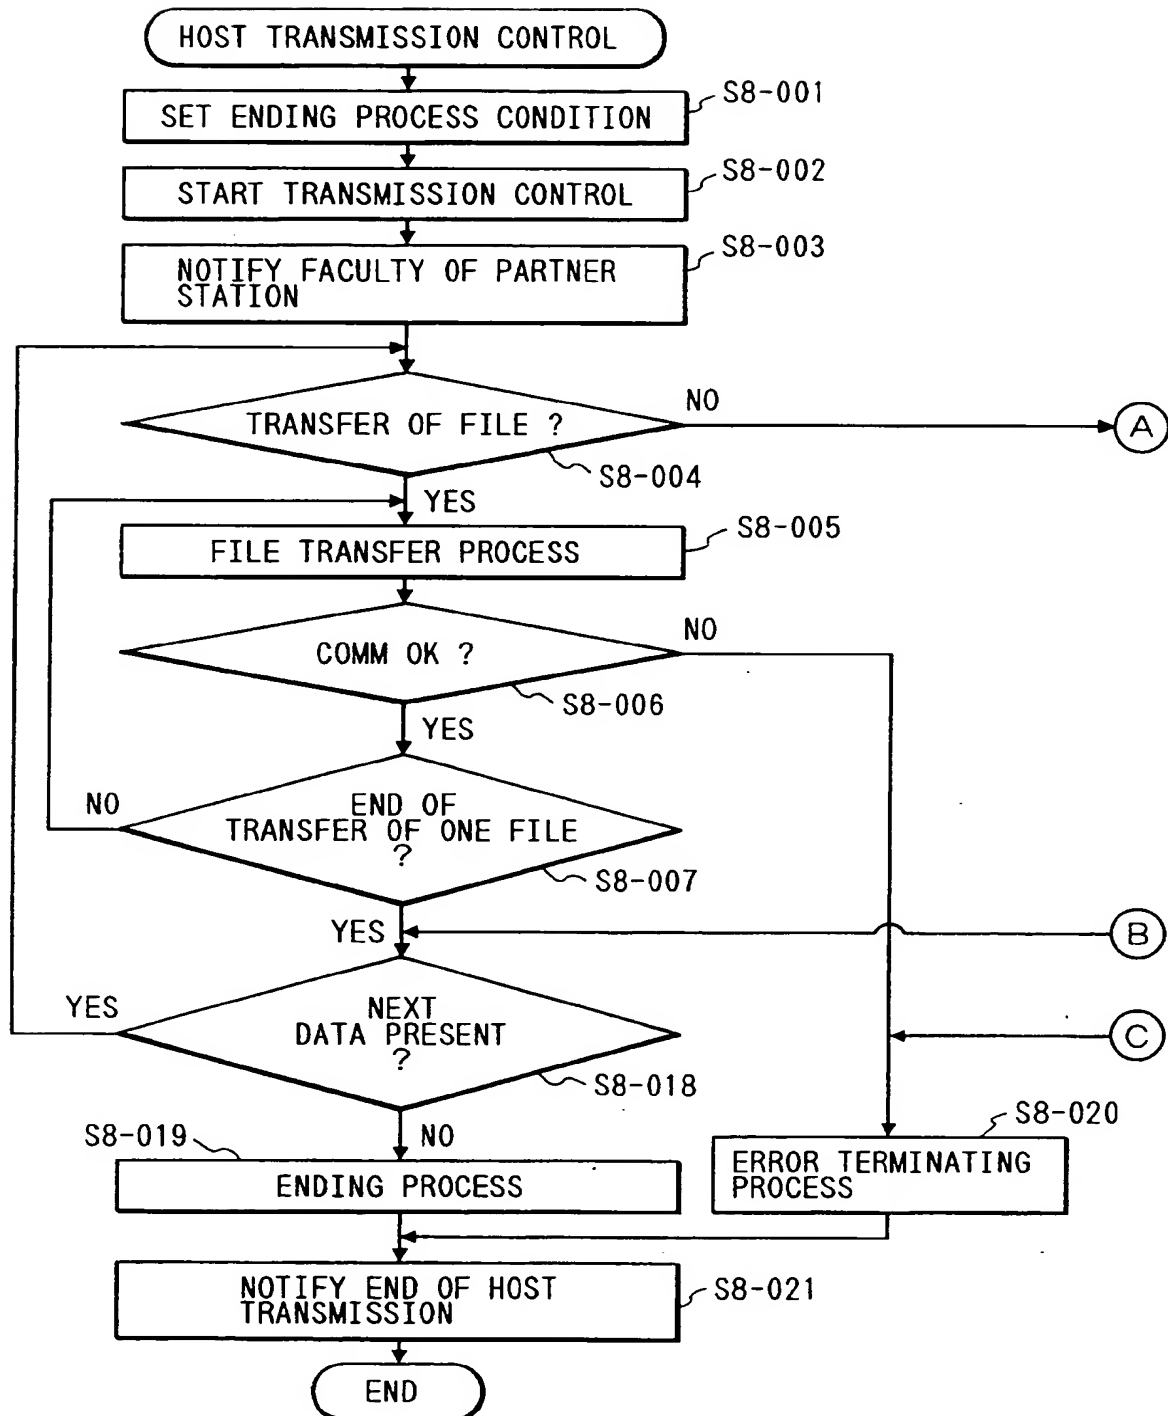 HOST TRANSMISSION CONTROL
S8-001
SET ENDING PROCESS CONDITION
S8-002
START TRANSMISSION CONTROL
S8-003
NOTIFY FACULTY OF PARTNER
STATION
NO
TRANSFER OF FILE ?
A
S8-004
YES
S8-005
FILE TRANSFER PROCESS
NO
COMM OK ?
S8-006
YES
NO
END OF
TRANSFER OF ONE FILE
?
S8-007
YES
B
YES
NEXT
DATA PRESENT
?
C
S8-018
S8-020
S8-019
NO
ERROR TERMINATING
PROCESS
ENDING PROCESS
NOTIFY END OF HOST
TRANSMISSION
S8-021
END